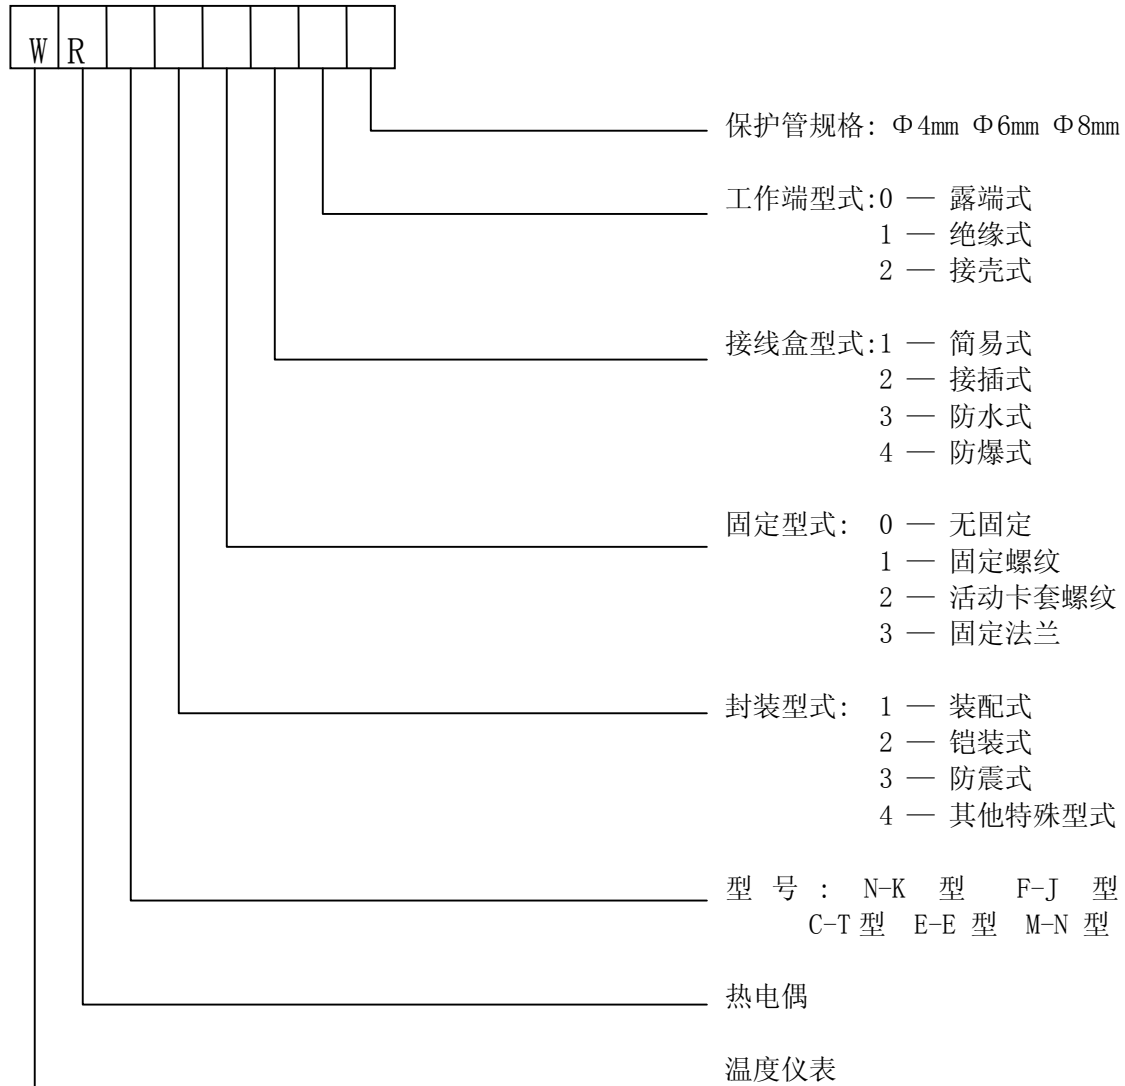 W R
保护管规格: Φ4mm Φ6mm Φ8mm
工作端型式:0 — 露端式
1 — 绝缘式
2 — 接壳式
接线盒型式:1 — 简易式
2 — 接插式
3 — 防水式
4 — 防爆式
固定型式: 0 — 无固定
1 — 固定螺纹
2 — 活动卡套螺纹
3 — 固定法兰
封装型式: 1 — 装配式
2 — 铠装式
3 — 防震式
4 — 其他特殊型式
型 号 : N-K 型 F-J 型
C-T 型 E-E 型 M-N 型
热电偶
温度仪表